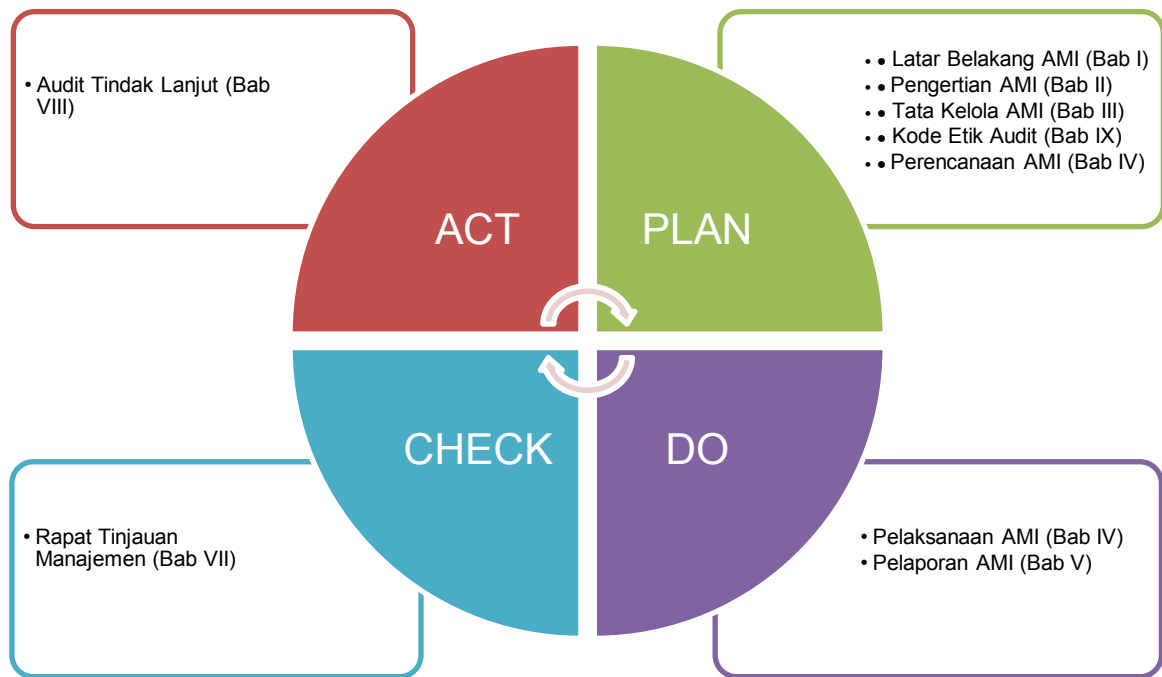 • Audit Tindak Lanjut (Bab
VIII)
• • Latar Belakang AMI (Bab I)
• • Pengertian AMI (Bab II)
• • Tata Kelola AMI (Bab III)
• • Kode Etik Audit (Bab IX)
• • Perencanaan AMI (Bab IV)
ACT
PLAN
CHECK
DO
• Rapat Tinjauan
Manajemen (Bab VII)
• Pelaksanaan AMI (Bab IV)
• Pelaporan AMI (Bab V)